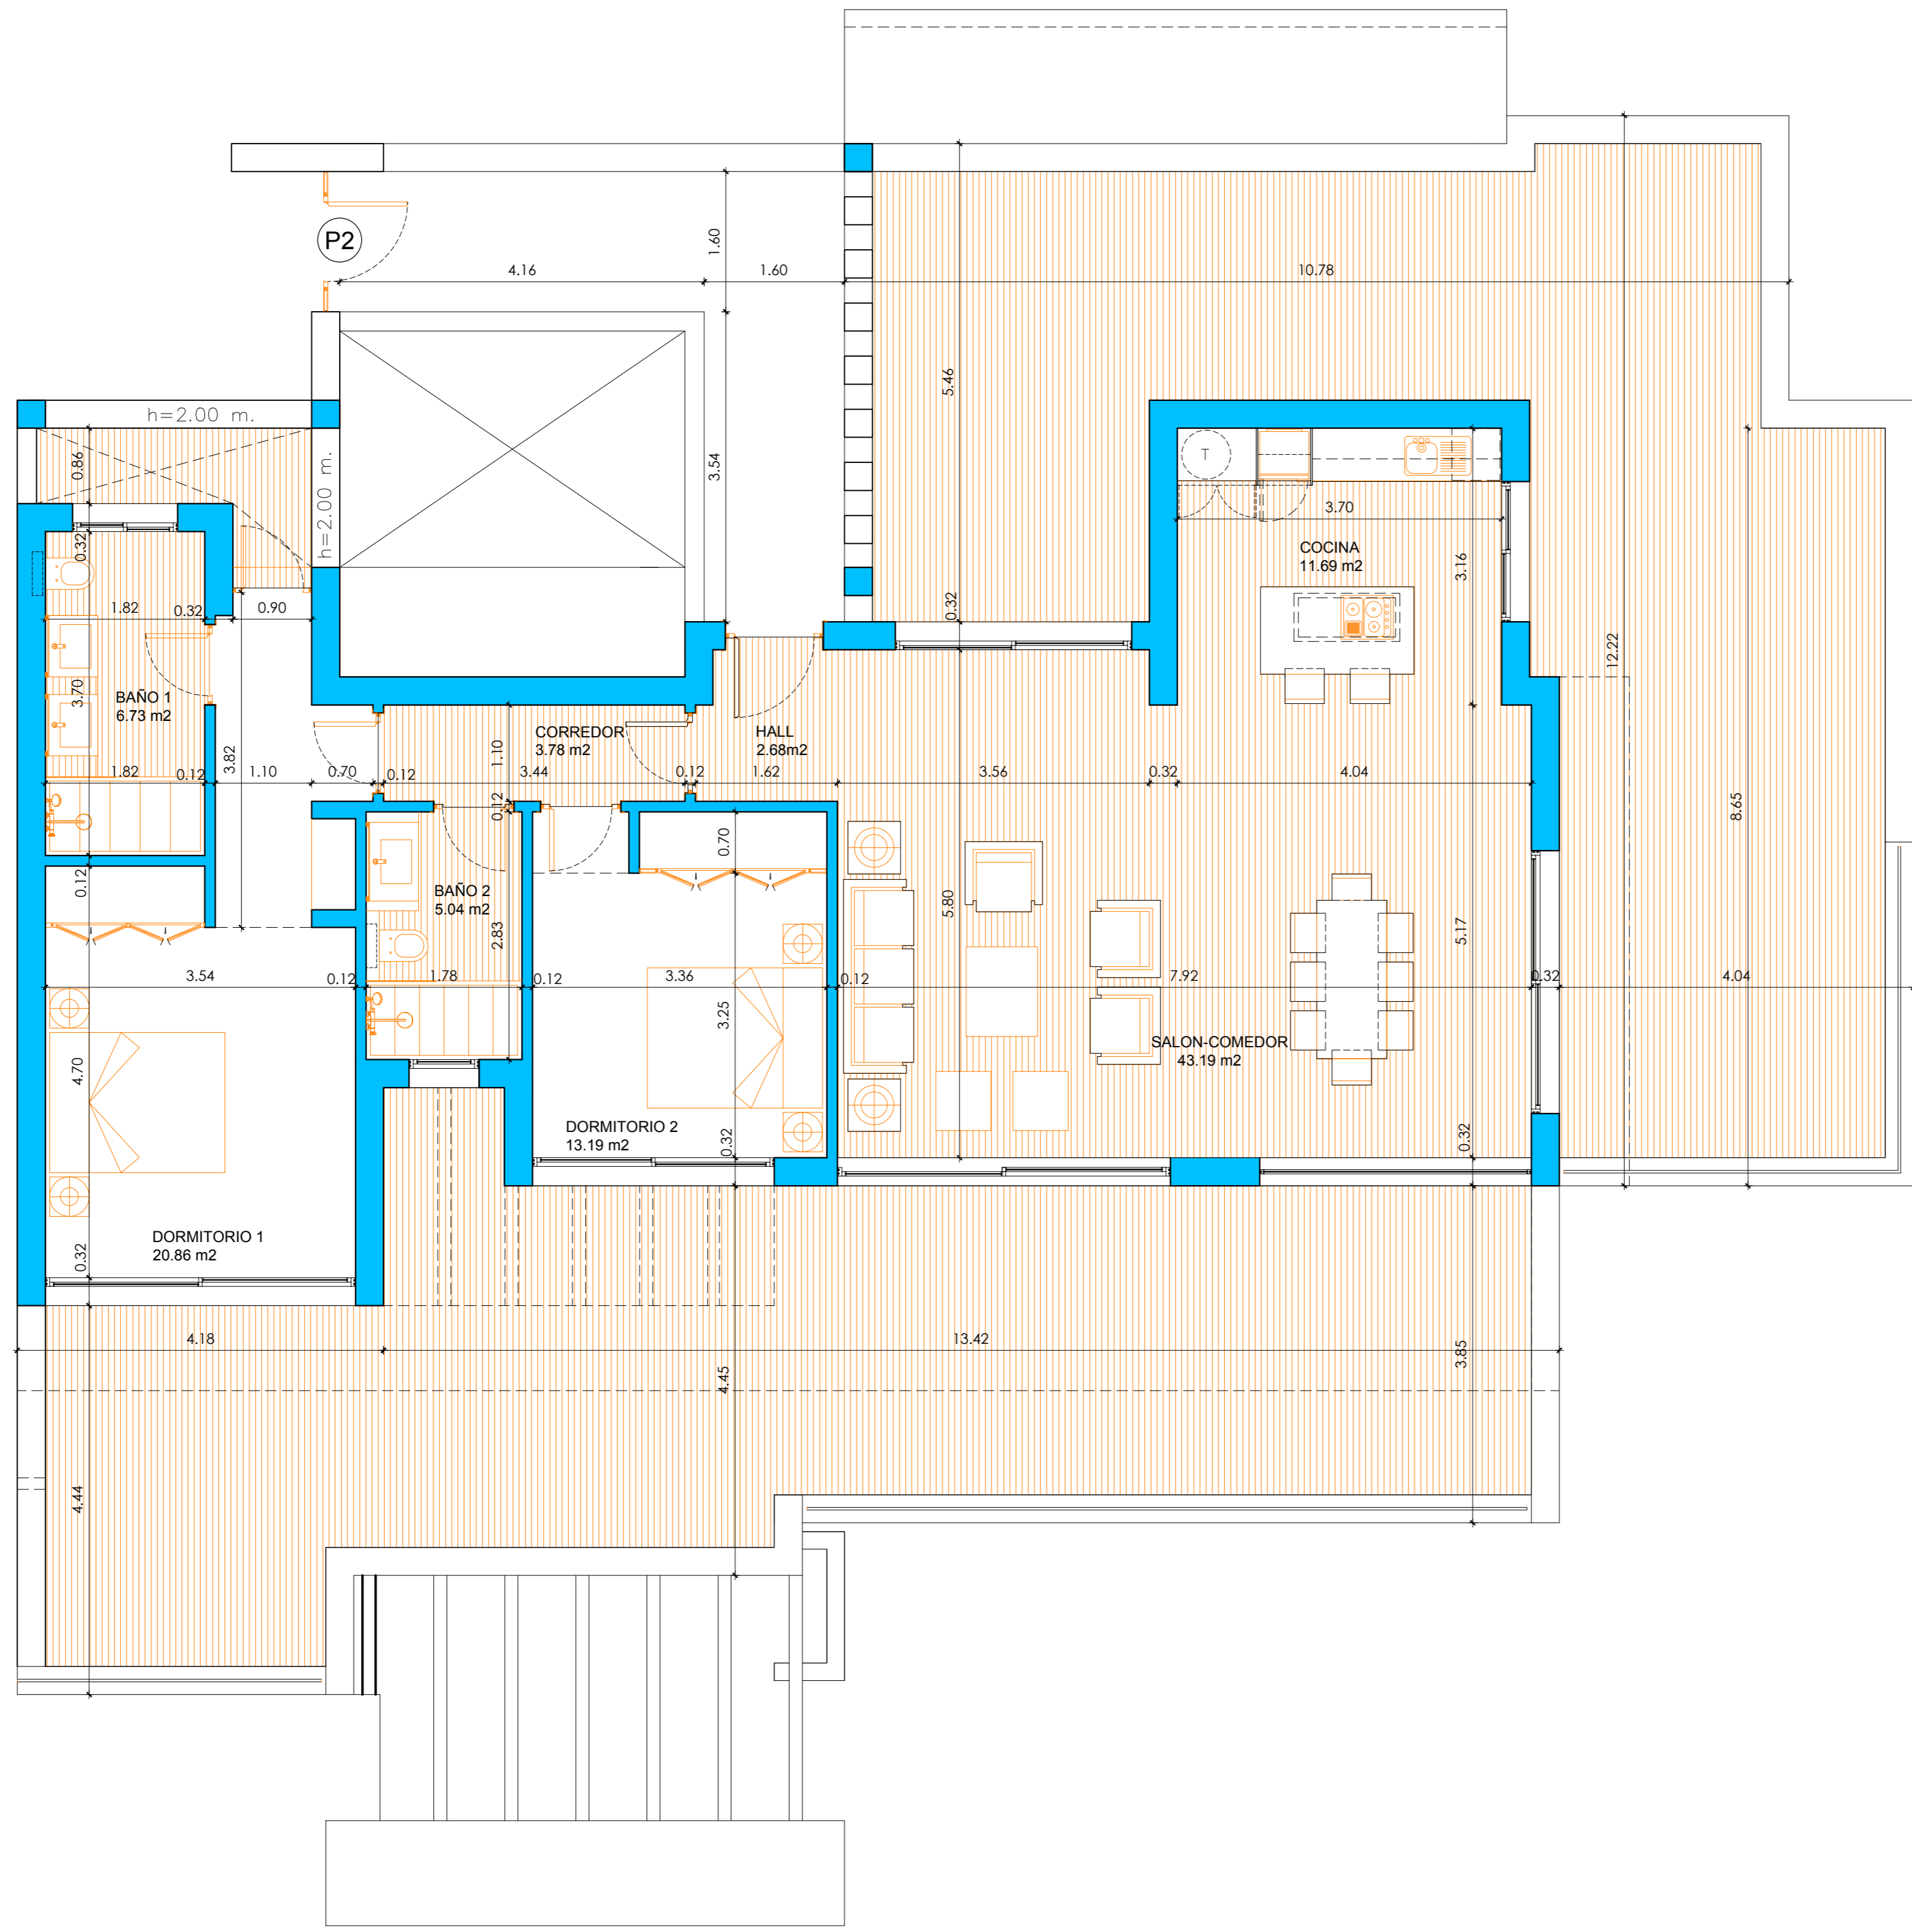 1.60
P2
4.16
1.60
10.78
5.46
h=2.00 m.
0.86
3.54
h=2.00 m.
T
3.70
0.32
COCINA
11.69 m2
3.16
1.82
0.32
0.90
0.32
12.22
3.70
BAÑO 1
6.73 m2
CORREDOR
3.78 m2
HALL
2.68m2
3.82
1.10
1.82
0.12
1.10
0.70
0.12
3.44
0.12
1.62
3.56
0.32
4.04
0.12
8.65
0.70
0.12
BAÑO 2
5.04 m2
5.80
2.83
5.17
3.54
0.12
1.78
0.12
3.36
0.12
7.92
0.32
4.04
3.25
SALON-COMEDOR
43.19 m2
4.70
DORMITORIO 2
13.19 m2
0.32
0.32
DORMITORIO 1
20.86 m2
0.32
4.18
13.42
3.85
4.45
4.44